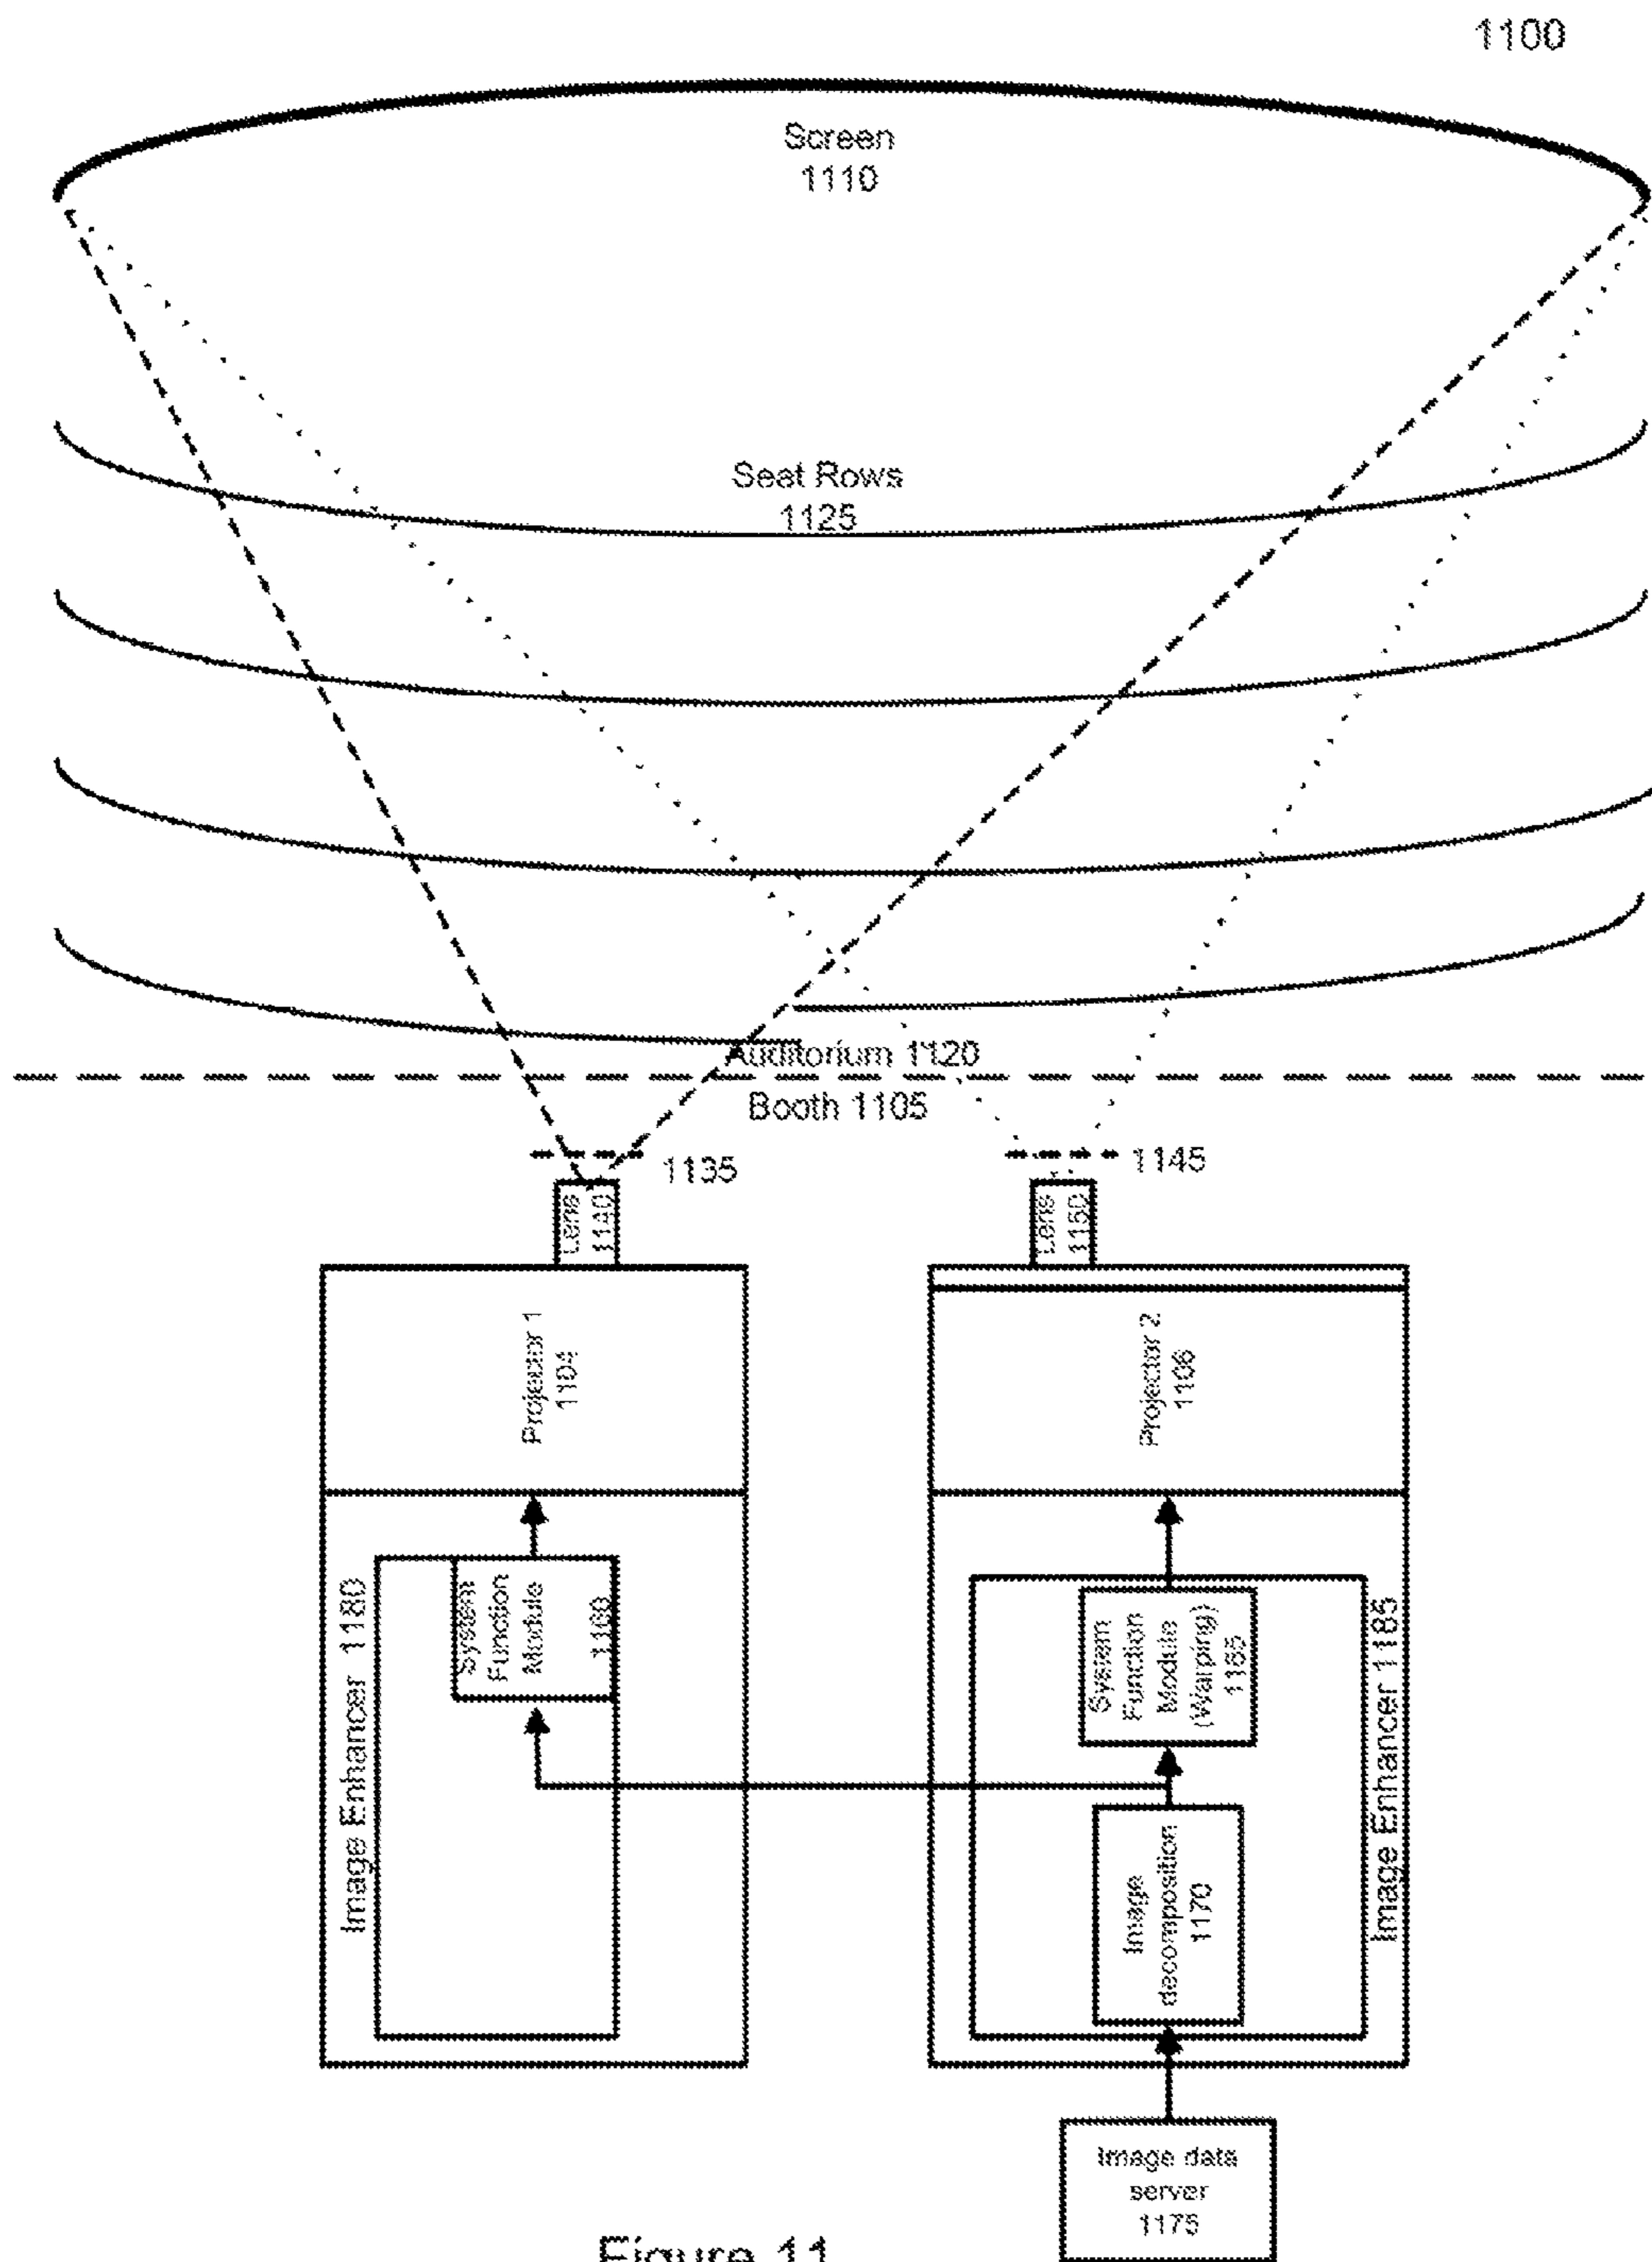 1100
Screen
1110
Seat Rows
1125
Auditorium 1120
Booth 1105
1135
1145
Lens
1140
Lens
1150
Projector 1
1104
Projector 2
1106
Image Enhancer 1180
System
Function
Module
1160
System
Function
Module
(Warping)
1165
Image Enhancer 1185
Image
decomposition
1170
Image data
server
1175
Figure 11